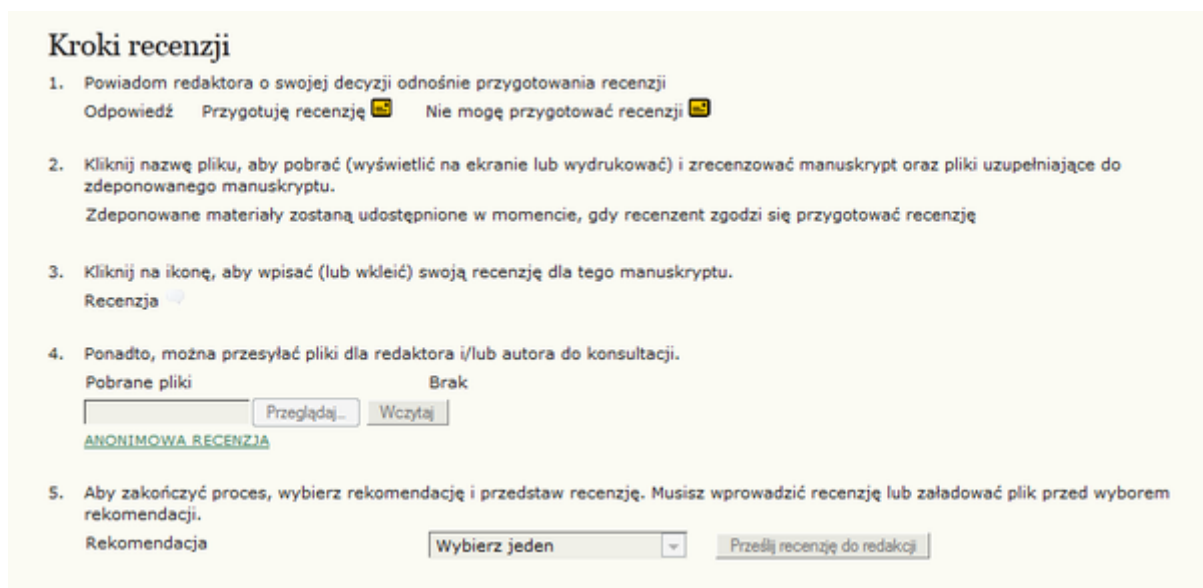 Kroki recenzji
1. Powiadom redaktora o swojej decyzji odnośnie przygotowania recenzji
Odpowiedź Przygotuję recenzję Nie mogę przygotować recenzji
2. Kliknij nazwę pliku, aby pobrać (wyświetlić na ekranie lub wydrukować) i zrecenzować manuskrypt oraz pliki uzupełniające do
zdeponowanego manuskryptu.
Zdeponowane materiały zostaną udostępnione w momencie, gdy recenzent zgodzi się przygotować recenzję
3. Kliknij na ikonę, aby wpisać (lub wkleić) swoją recenzję dla tego manuskryptu.
Recenzja
4. Ponadto, można przesyłać pliki dla redaktora i/lub autora do konsultacji.
Pobrane pliki Brak
Przeglądaj... Wczytaj
ANONIMOWA RECENZJA
5. Aby zakończyć proces, wybierz rekomendację i przedstaw recenzję. Musisz wprowadzić recenzję lub załadować plik przed wyborem
rekomendacji.
Rekomendacja Wybierz jeden Prześlij recenzję do redakcji